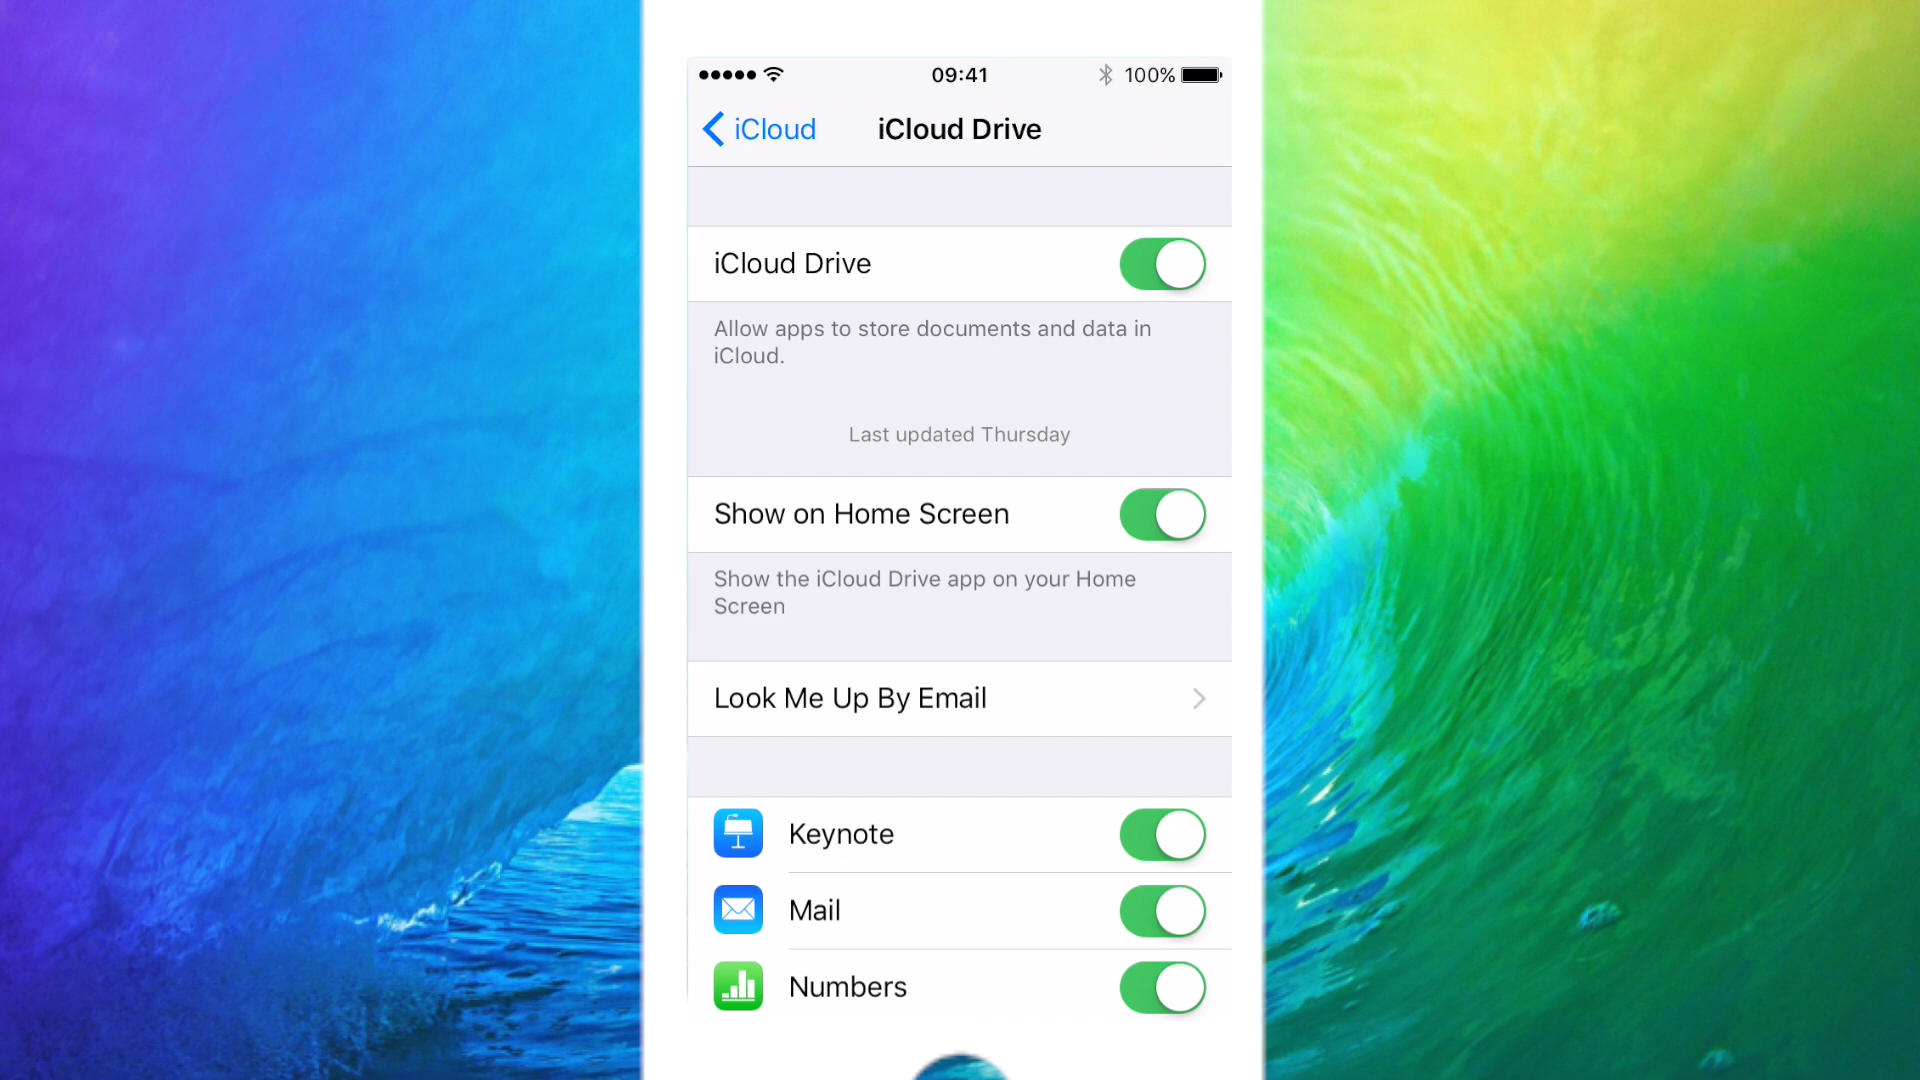 09:41
100%
iCloud
iCloud Drive
iCloud Drive
Allow apps to store documents and data in
iCloud.
Last updated Thursday
Show on Home Screen
Show the iCloud Drive app on your Home
Screen
Look Me Up By Email
Keynote
Mail
Numbers